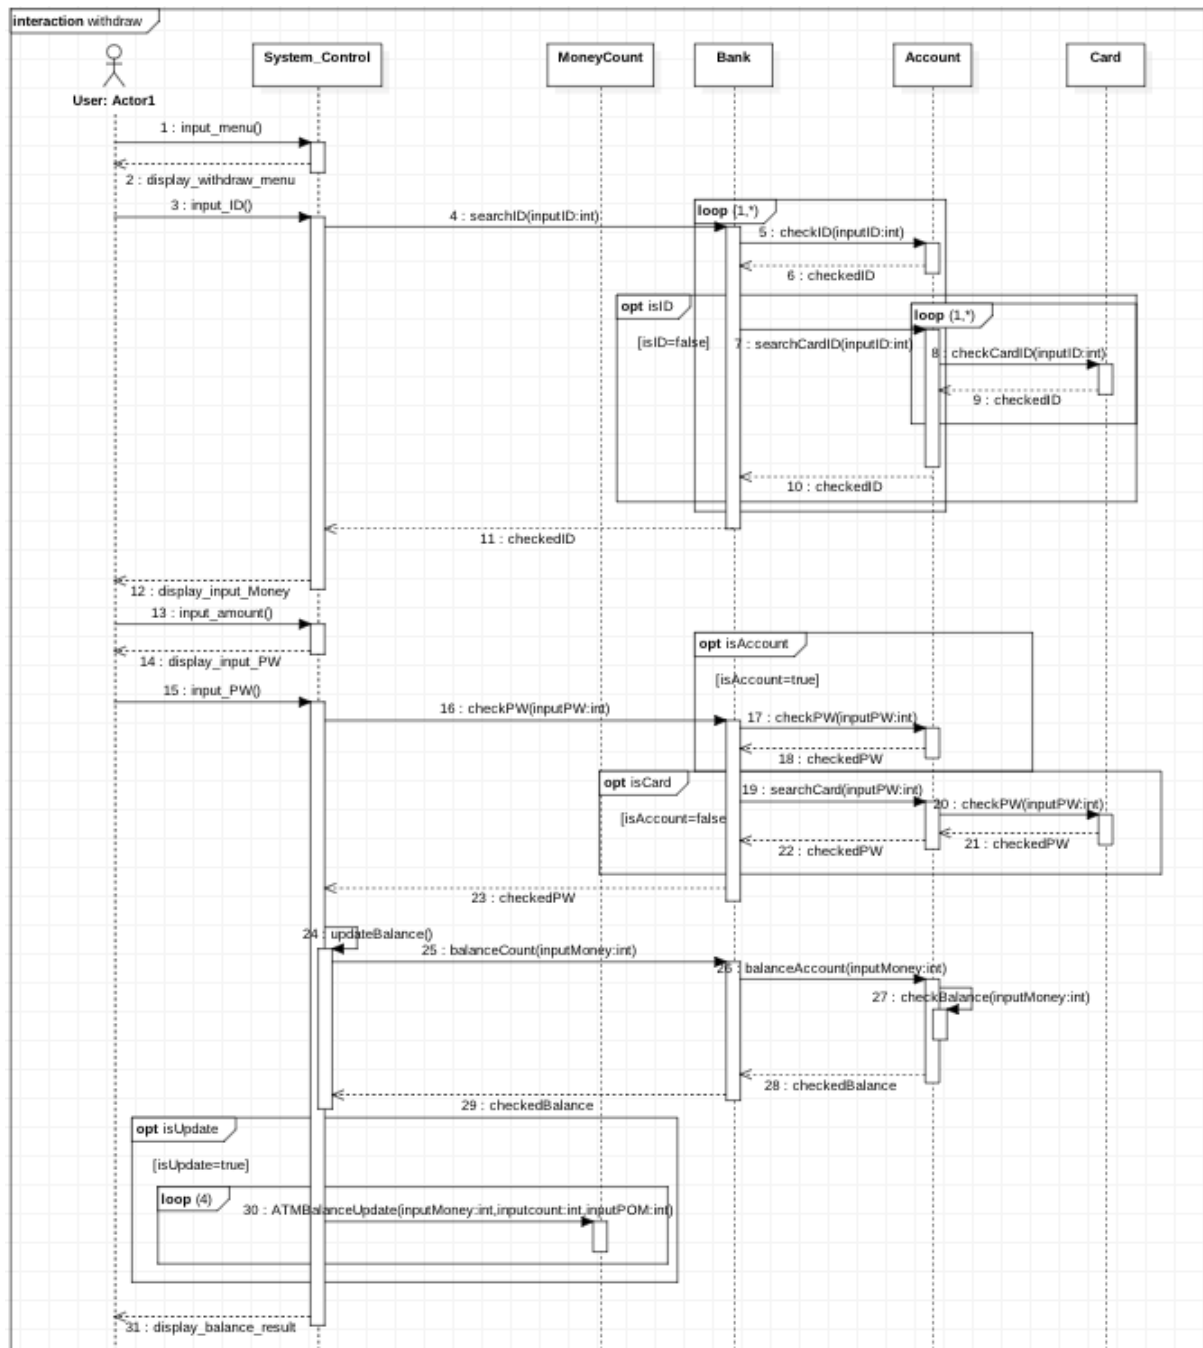 interaction withdraw
System_Control
MoneyCount
Bank
Account
Card
User: Actor1
1 : input_menu()
2 : display_withdraw_menu
3 : input_ID()
4 : searchID(inputID:int)
loop (1,*)
5 : checkID(inputID:int)
6 : checkedID
opt isID
[isID=false]
loop (1,*)
7 : searchCardID(inputID:int)
8 : checkCardID(inputID:int)
9 : checkedID
10 : checkedID
11 : checkedID
12 : display_input_Money
13 : input_amount()
14 : display_input_PW
opt isAccount
[isAccount=true]
15 : input_PW()
16 : checkPW(inputPW:int)
17 : checkPW(inputPW:int)
18 : checkedPW
opt isCard
[isAccount=false
19 : searchCard(inputPW:int)
20 : checkPW(inputPW:int)
21 : checkedPW
22 : checkedPW
23 : checkedPW
24 : updateBalance()
25 : balanceCount(inputMoney:int)
26 : balanceAccount(inputMoney:int)
27 : checkBalance(inputMoney:int)
28 : checkedBalance
29 : checkedBalance
opt isUpdate
[isUpdate=true]
loop (4)
30 : ATMBalanceUpdate(inputMoney:int,inputcount:int,inputPOM:int)
31 : display_balance_result